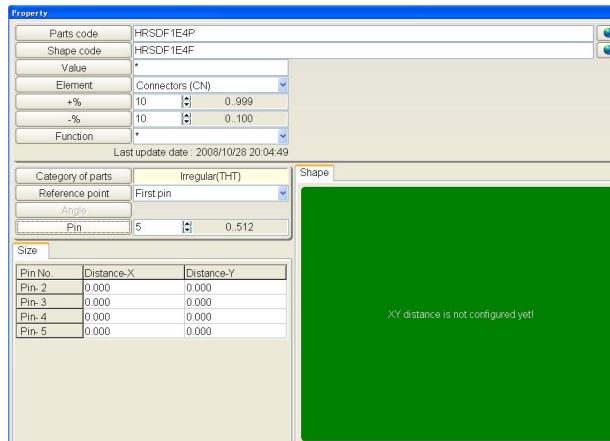 Property
Parts code HRSDF1E4P
Shape code HRSDF1E4F
Value *
Element Connectors (CN)
+% 10 0..999
-% 10 0..100
Function *
Last update date : 2008/10/28 20:04:49
Category of parts Irregular(THT)
Reference point First pin
Angle
Pin 5 0..512
Shape
XY distance is not configured yet!
Size
Pin No. Distance-X Distance-Y
Pin- 2 0.000 0.000
Pin- 3 0.000 0.000
Pin- 4 0.000 0.000
Pin- 5 0.000 0.000